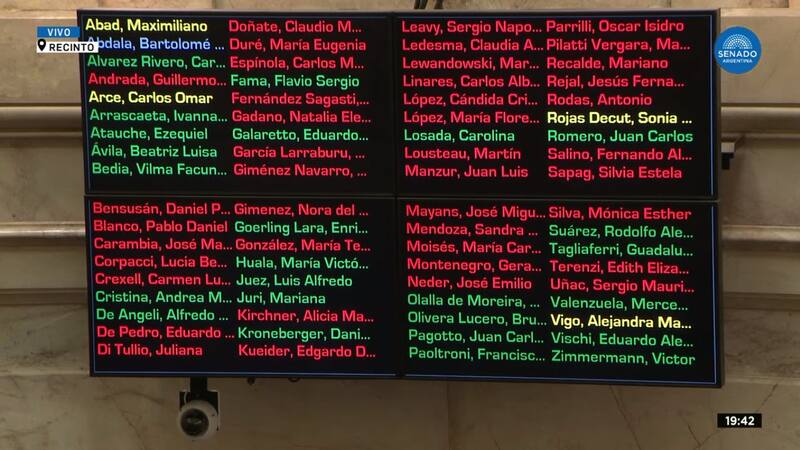 VIVO
RECINTO
SENADO
ARGENTINA
Abad, Maximiliano
Abdala, Bartolomé ...
Álvarez Rivero, Car...
Andrada, Guillermo...
Arce, Carlos Omar
Arrascaeta, Ivanna...
Atauche, Ezequiel
Ávila, Beatriz Luisa
Bedia, Vilma Facun...
Doñate, Claudio M...
Duré, María Eugenia
Espínola, Carlos M...
Fama, Flavio Sergio
Fernández Sagasti,...
Gadano, Natalia Ele...
Galaretto, Eduardo...
García Larraburu, ...
Giménez Navarro, ...
Leavy, Sergio Napo...
Ledesma, Claudia A...
Lewandowski, Mar...
Linares, Carlos Alb...
López, Cándida Cri...
López, María Flore...
Losada, Carolina
Lousteau, Martín
Manzur, Juan Luis
Parrilli, Oscar Isidro
Pilatti Vergara, Ma...
Recalde, Mariano
Rejal, Jesús Ferna...
Rodas, Antonio
Rojas Decut, Sonia ...
Romero, Juan Carlos
Salino, Fernando Al...
Sapag, Silvia Estela
Bensusán, Daniel P...
Blanco, Pablo Daniel
Carambia, José Ma...
Corpacci, Lucia Be...
Crexell, Carmen Lu...
Cristina, Andrea M...
De Angeli, Alfredo ...
De Pedro, Eduardo ...
Di Tullio, Juliana
Gimenez, Nora del ...
Goerling Lara, Enri...
González, María Te...
Huala, María Victó...
Juez, Luis Alfredo
Juri, Mariana
Kirchner, Alicia Ma...
Kroneberger, Dani...
Kueider, Edgardo D...
Mayans, José Migu...
Mendoza, Sandra ...
Moisés, María Car...
Montenegro, Gera...
Neder, José Emilio
Olalla de Moreira, ...
Olivera Lucero, Bru...
Pagotto, Juan Carl...
Paoltroni, Francisc...
Silva, Mónica Esther
Suárez, Rodolfo Ale...
Tagliaferri, Guadalu...
Terenzi, Edith Eliza...
Uñac, Sergio Mauri...
Valenzuela, Merce...
Vigo, Alejandra Ma...
Vischi, Eduardo Ale...
Zimmermann, Víctor
19:42